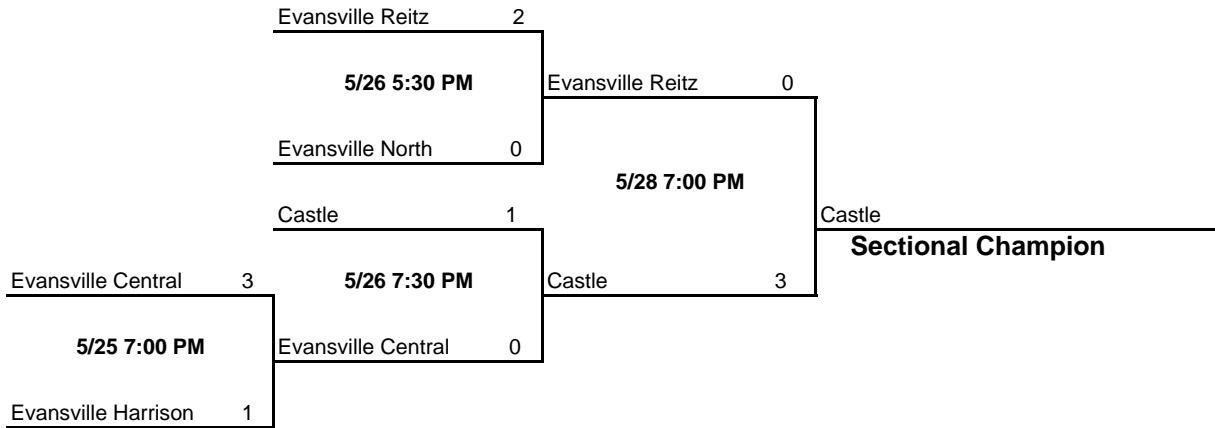 Evansville Reitz 2
5/26 5:30 PM
Evansville Reitz 0
Evansville North 0
5/28 7:00 PM
Castle 1
Castle
Sectional Champion
Evansville Central 3
5/26 7:30 PM
Castle 3
5/25 7:00 PM
Evansville Central 0
Evansville Harrison 1